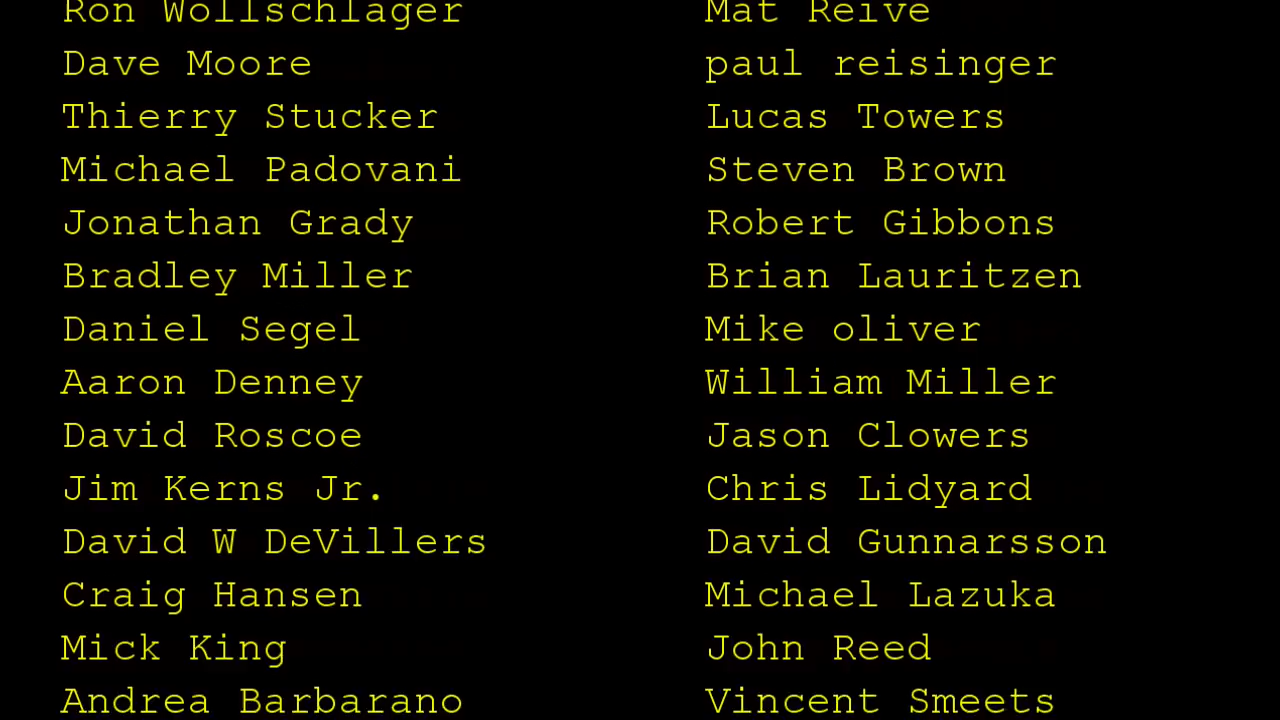 Ron Wollschlager
Dave Moore
Thierry Stucker
Michael Padovani
Jonathan Grady
Bradley Miller
Daniel Segel
Aaron Denney
David Roscoe
Jim Kerns Jr.
David W DeVillers
Craig Hansen
Mick King
Andrea Barbarano
Mat Reive
paul reisinger
Lucas Towers
Steven Brown
Robert Gibbons
Brian Lauritzen
Mike oliver
William Miller
Jason Clowers
Chris Lidyard
David Gunnarsson
Michael Lazuka
John Reed
Vincent Smeets